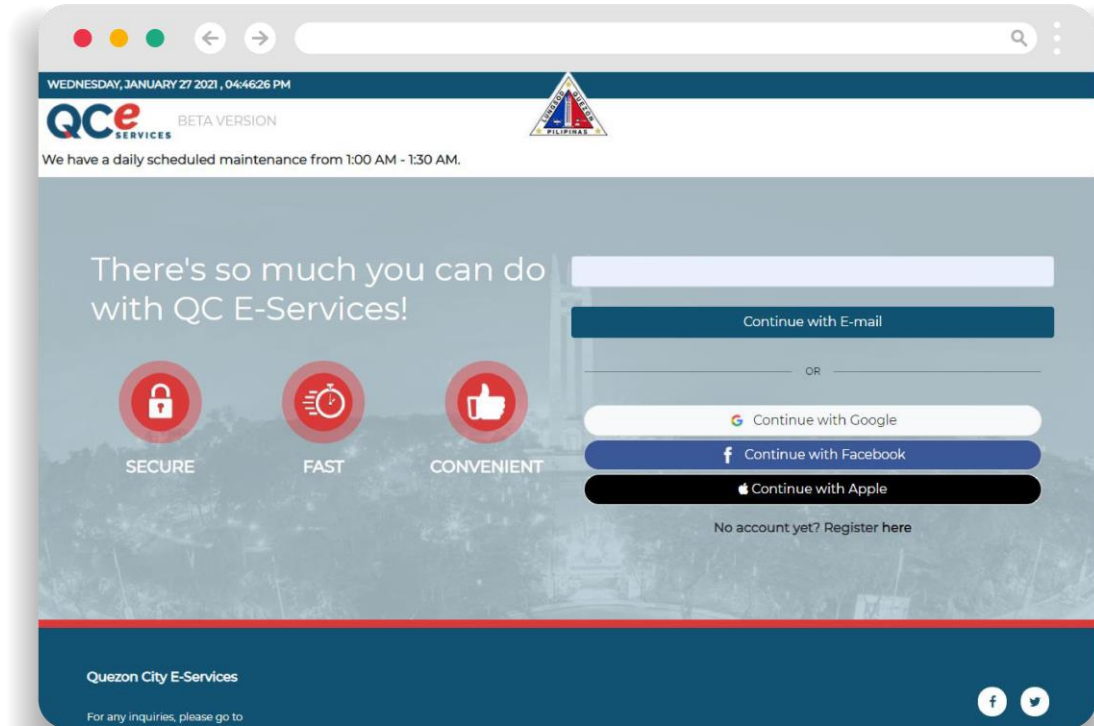 WEDNESDAY, JANUARY 27 2021 , 04:46:26 PM
QCe SERVICES
BETA VERSION
LUNGSOD QUEZON
PILIPINAS
We have a daily scheduled maintenance from 1:00 AM - 1:30 AM.
There's so much you can do
with QC E-Services!
SECURE
FAST
CONVENIENT
Continue with E-mail
OR
G Continue with Google
f Continue with Facebook
Continue with Apple
No account yet? Register here
Quezon City E-Services
For any inquiries, please go to
f